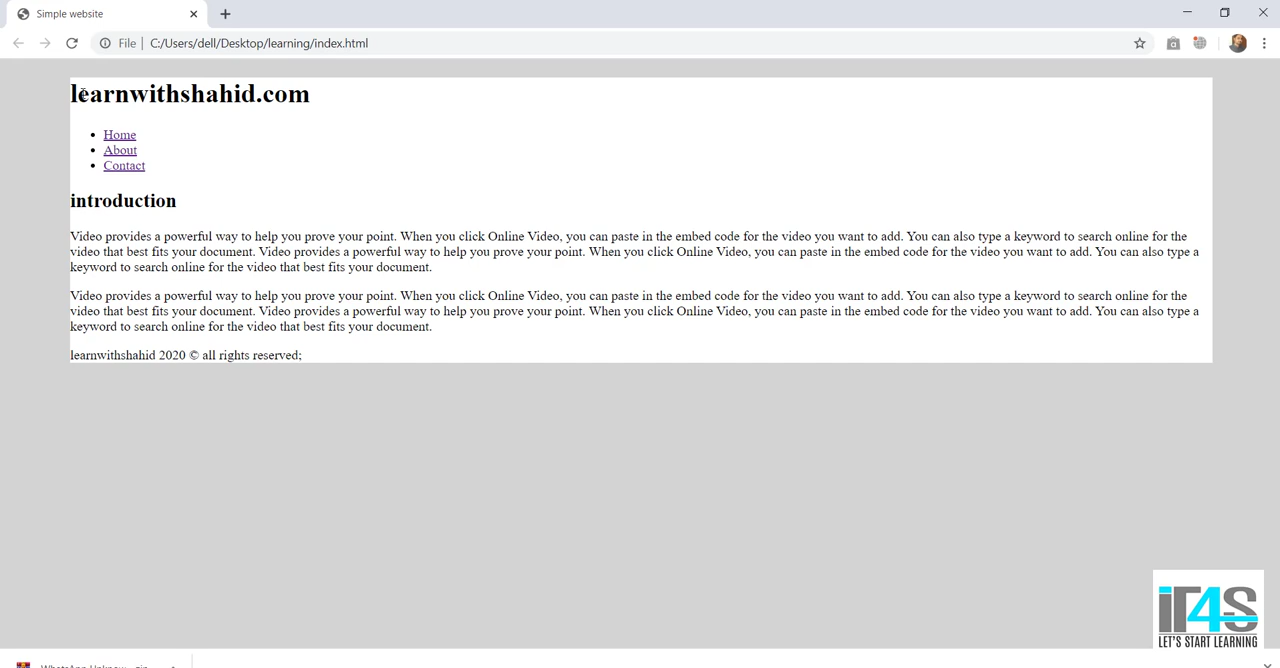 Simple website
File
C:/Users/dell/Desktop/learning/index.html
learnwithshahid.com
Home
About
Contact
introduction
Video provides a powerful way to help you prove your point. When you click Online Video, you can paste in the embed code for the video you want to add. You can also type a keyword to search online for the
video that best fits your document. Video provides a powerful way to help you prove your point. When you click Online Video, you can paste in the embed code for the video you want to add. You can also type a
keyword to search online for the video that best fits your document.
Video provides a powerful way to help you prove your point. When you click Online Video, you can paste in the embed code for the video you want to add. You can also type a keyword to search online for the
video that best fits your document. Video provides a powerful way to help you prove your point. When you click Online Video, you can paste in the embed code for the video you want to add. You can also type a
keyword to search online for the video that best fits your document.
learnwithshahid 2020 © all rights reserved;
iT4S
LET'S START LEARNING